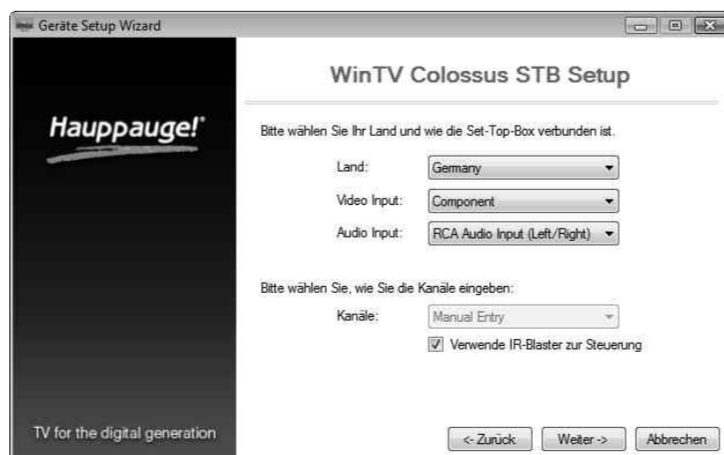 Geräte Setup Wizard
WinTV Colossus STB Setup
Hauppauge!
Bitte wählen Sie Ihr Land und wie die Set-Top-Box verbunden ist.
Land: Germany
Video Input: Component
Audio Input: RCA Audio Input (Left/Right)
Bitte wählen Sie, wie Sie die Kanäle eingeben:
Kanäle: Manual Entry
Verwende IR-Blaster zur Steuerung
TV for the digital generation
<- Zurück Weiter -> Abbrechen